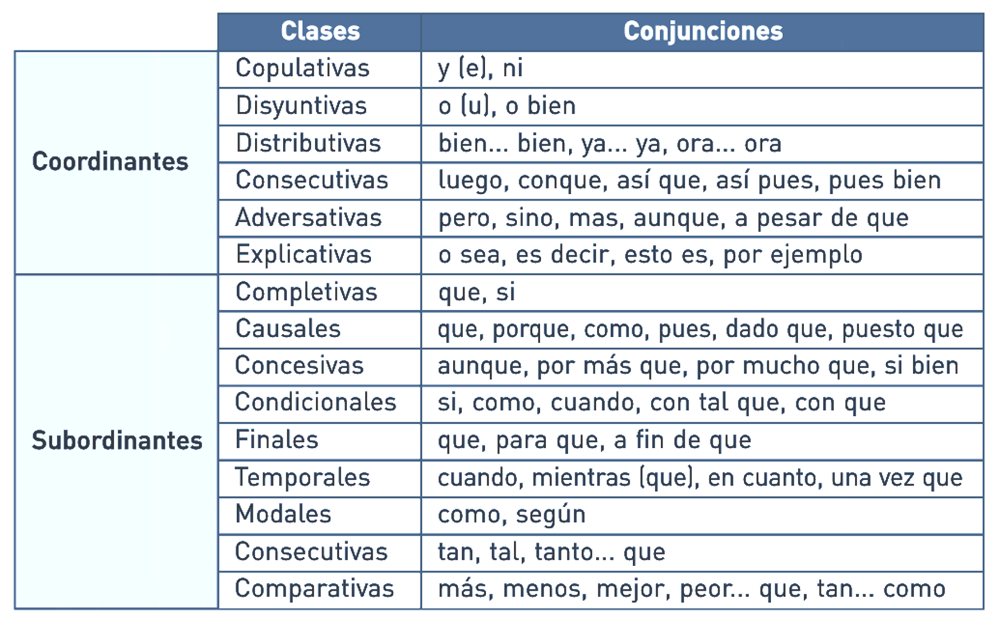 Clases Conjunciones
Coordinantes
Copulativas y (e), ni
Disyuntivas o (u), o bien
Distributivas bien... bien, ya... ya, ora... ora
Consecutivas luego, conque, así que, así pues, pues bien
Adversativas pero, sino, mas, aunque, a pesar de que
Explicativas o sea, es decir, esto es, por ejemplo
Subordinantes
Completivas que, si
Causales que, porque, como, pues, dado que, puesto que
Concesivas aunque, por más que, por mucho que, si bien
Condicionales si, como, cuando, con tal que, con que
Finales que, para que, a fin de que
Temporales cuando, mientras (que), en cuanto, una vez que
Modales como, según
Consecutivas tan, tal, tanto... que
Comparativas más, menos, mejor, peor... que, tan... como